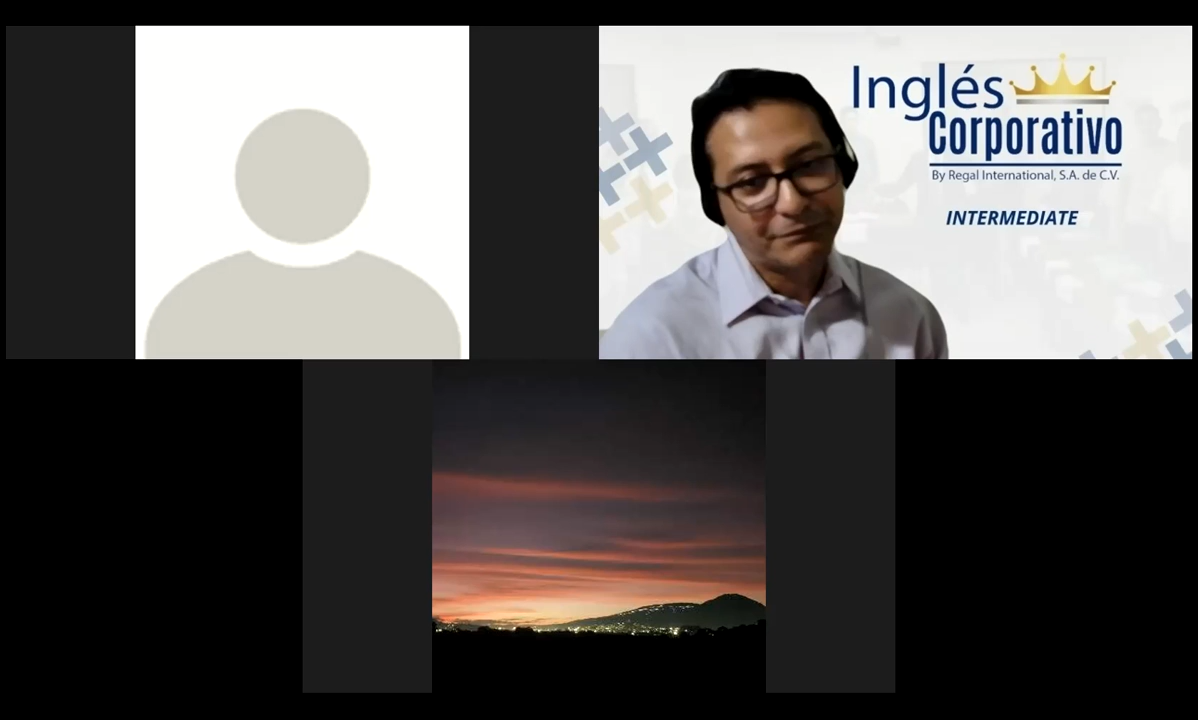 Inglés
Corporativo
By Regal International, S.A. de C.V.
INTERMEDIATE